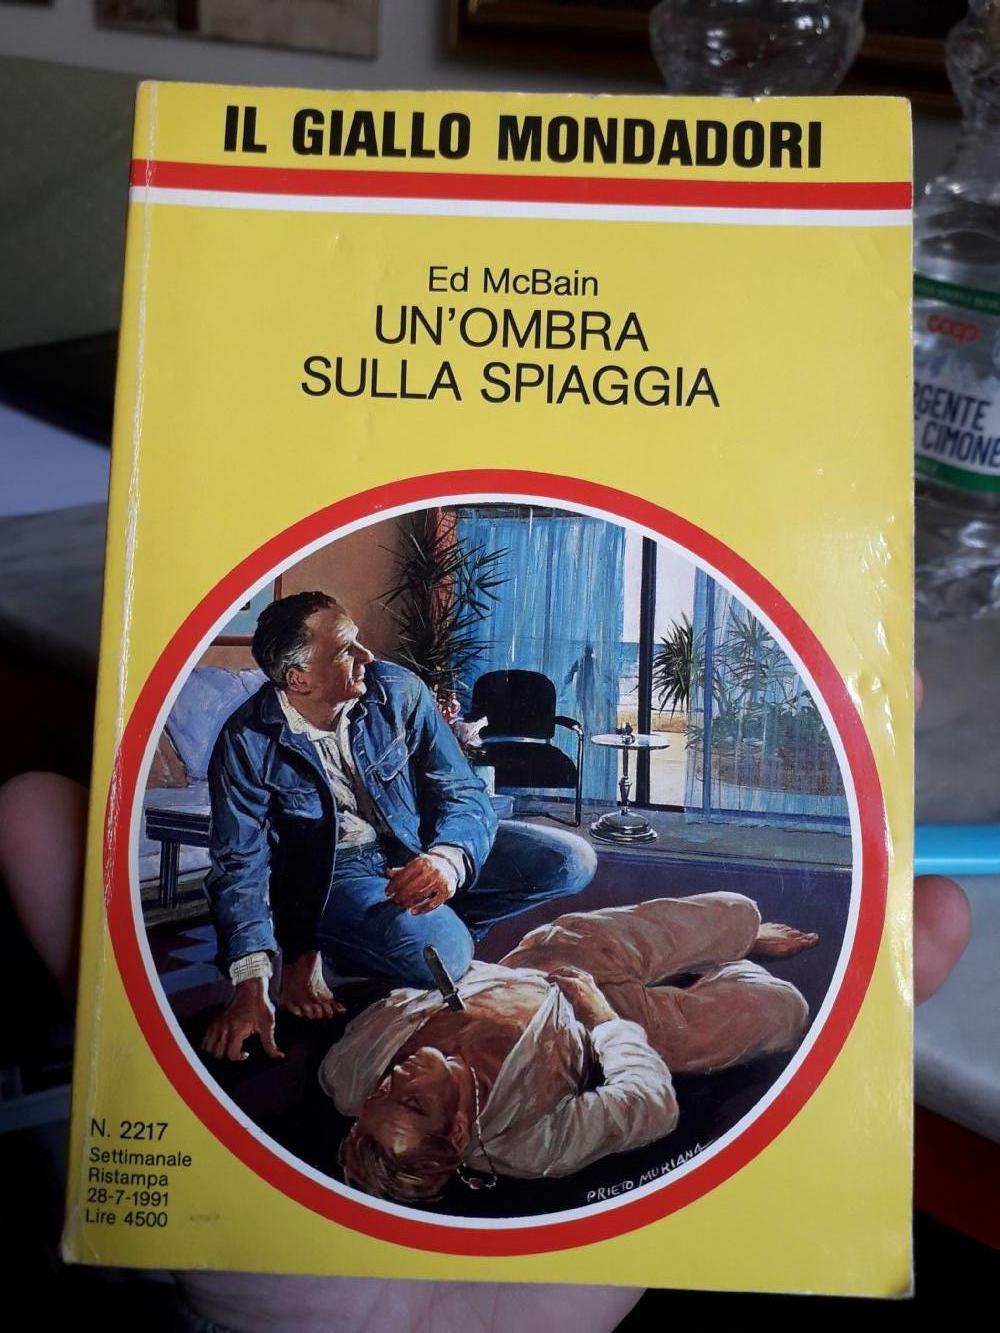 IL GIALLO MONDADORI
Ed McBain
UN'OMBRA
SULLA SPIAGGIA
PRIETO MURIANA
N. 2217
Settimanale
Ristampa
28-7-1991
Lire 4500
coop
CIMONE